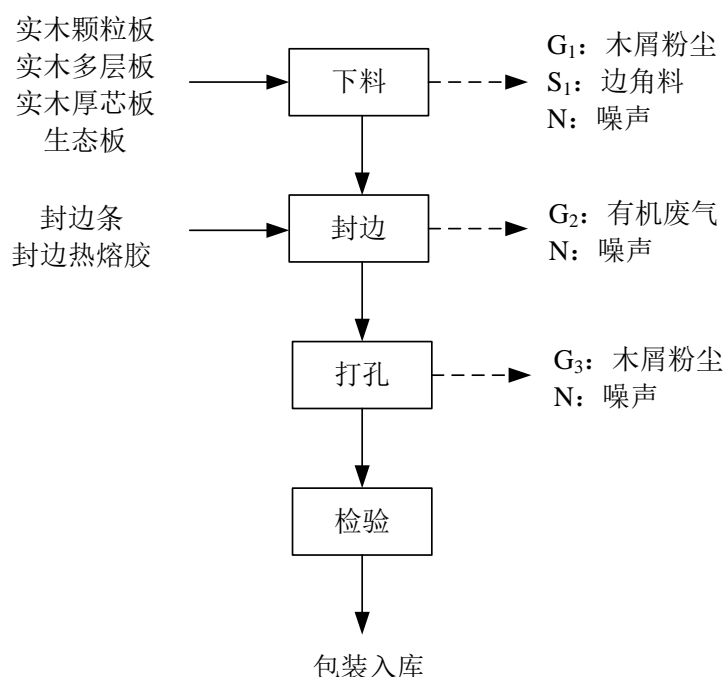 实木颗粒板
实木多层板
实木厚芯板
生态板
下料
G₁：木屑粉尘
S₁：边角料
N：噪声
封边条
封边热熔胶
封边
G₂：有机废气
N：噪声
打孔
G₃：木屑粉尘
N：噪声
检验
包装入库